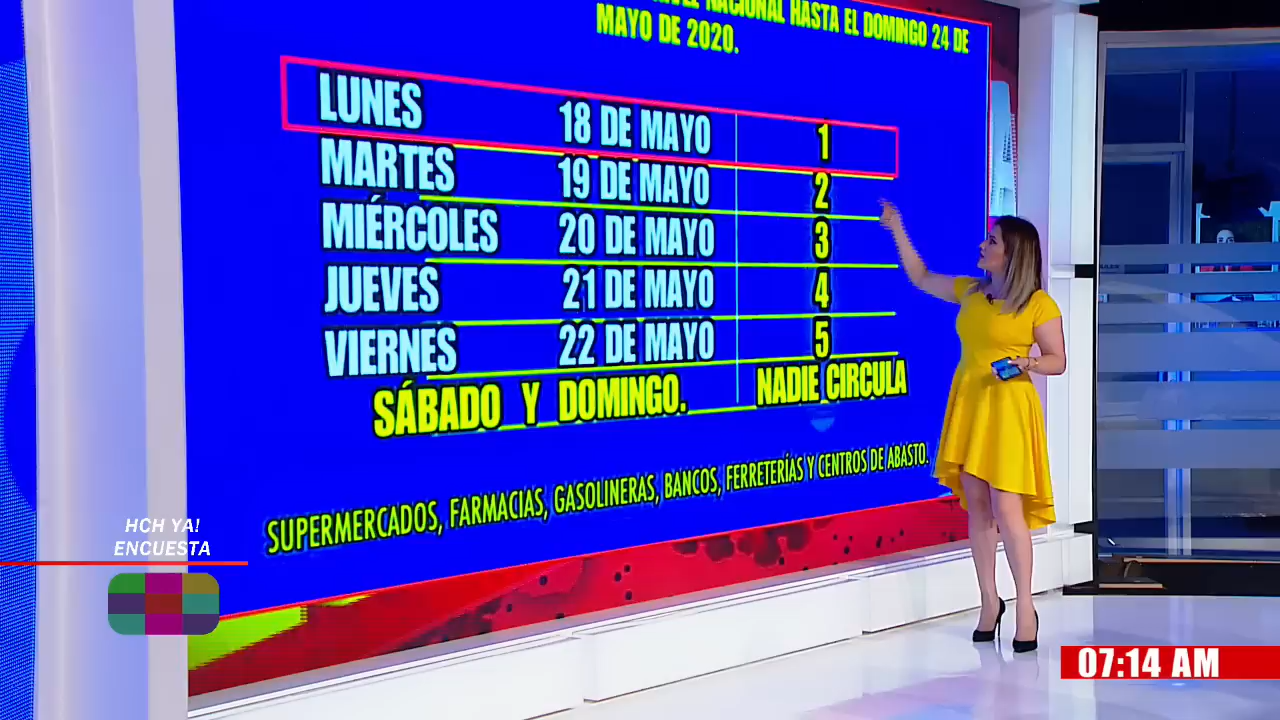 NACIONAL HASTA EL DOMINGO 24 DE
MAYO DE 2020.
LUNES 18 DE MAYO 1
MARTES 19 DE MAYO 2
MIÉRCOLES 20 DE MAYO 3
JUEVES 21 DE MAYO 4
VIERNES 22 DE MAYO 5
SÁBADO Y DOMINGO. NADIE CIRCULA
SUPERMERCADOS, FARMACIAS, GASOLINERAS, BANCOS, FERRETERÍAS Y CENTROS DE ABASTO.
HCH YA!
ENCUESTA
07:14 AM